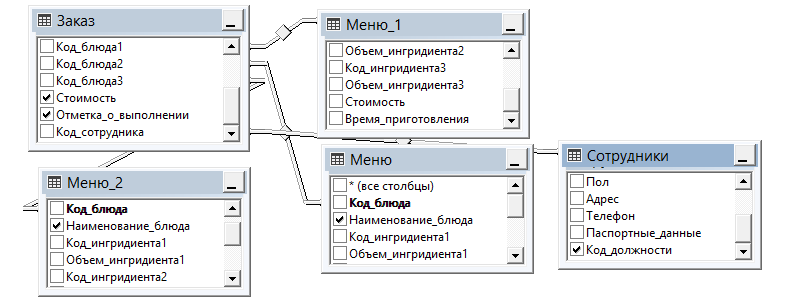 Заказ
Код_блюда1
Код_блюда2
Код_блюда3
Стоимость
Отметка_о_выполнении
Код_сотрудника
Меню_1
Объем_ингридиента2
Код_ингридиента3
Объем_ингридиента3
Стоимость
Время_приготовления
Меню_2
Код_блюда
Наименование_блюда
Код_ингридиента1
Объем_ингридиента1
Код_ингридиента2
Меню
* (все столбцы)
Код_блюда
Наименование_блюда
Код_ингридиента1
Объем_ингридиента1
Сотрудники
Пол
Адрес
Телефон
Паспортные_данные
Код_должности